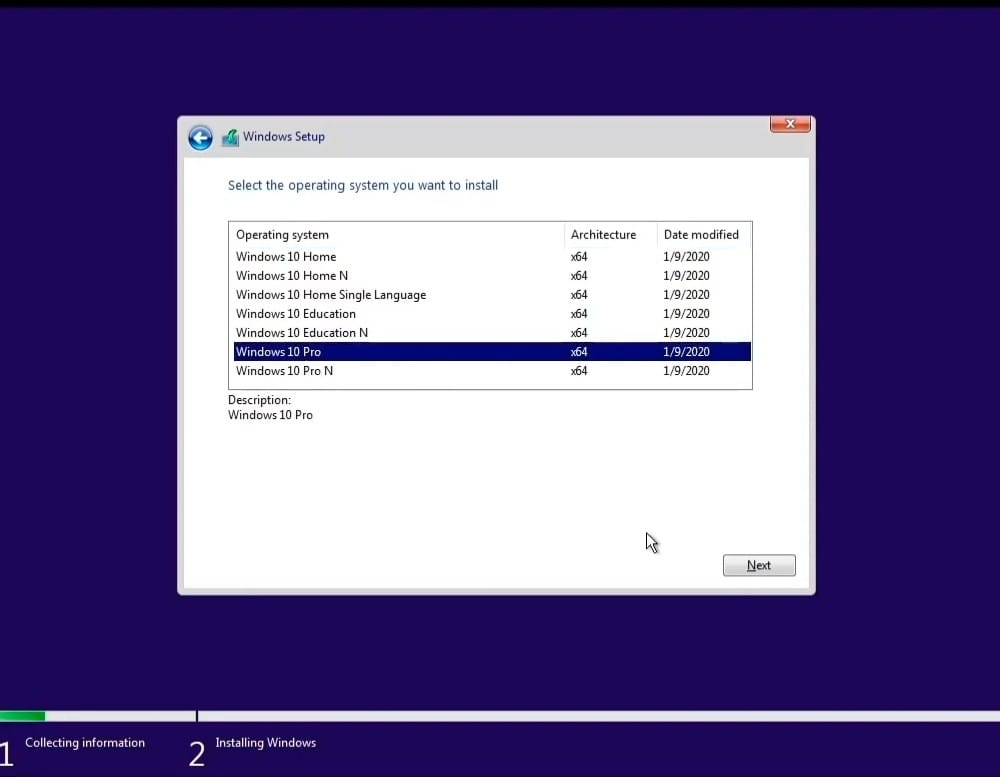 Windows Setup
Select the operating system you want to install
Operating system Architecture Date modified
Windows 10 Home x64 1/9/2020
Windows 10 Home N x64 1/9/2020
Windows 10 Home Single Language x64 1/9/2020
Windows 10 Education x64 1/9/2020
Windows 10 Education N x64 1/9/2020
Windows 10 Pro x64 1/9/2020
Windows 10 Pro N x64 1/9/2020
Description:
Windows 10 Pro
Next
1 Collecting information 2 Installing Windows